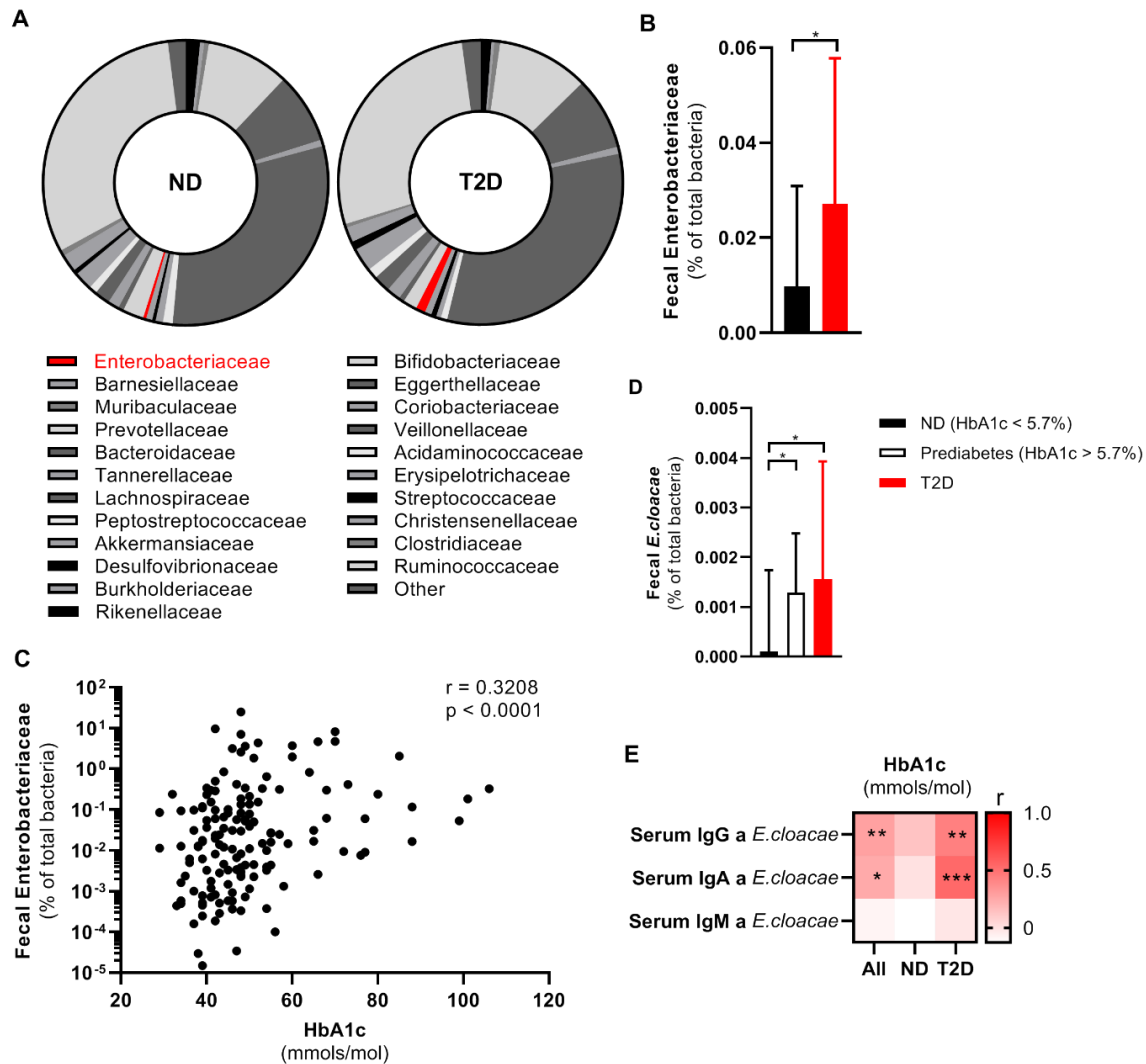 A
ND
T2D
Enterobacteriaceae
Barnesiellaceae
Muribaculaceae
Prevotellaceae
Bacteroidaceae
Tannerellaceae
Lachnospiraceae
Peptostreptococcaceae
Akkermansiaceae
Desulfovibrionaceae
Burkholderiaceae
Rikenellaceae
Bifidobacteriaceae
Eggerthellaceae
Coriobacteriaceae
Veillonellaceae
Acidaminococcaceae
Erysipelotrichaceae
Streptococcaceae
Christensenellaceae
Clostridiaceae
Ruminococcaceae
Other
B
Fecal Enterobacteriaceae
(% of total bacteria)
0.06
0.04
0.02
0.00
*
D
Fecal E.cloacae
(% of total bacteria)
0.005
0.004
0.003
0.002
0.001
0.000
*
*
ND (HbA1c < 5.7%)
Prediabetes (HbA1c > 5.7%)
T2D
C
Fecal Enterobacteriaceae
(% of total bacteria)
10²
10¹
10⁰
10⁻¹
10⁻²
10⁻³
10⁻⁴
10⁻⁵
r = 0.3208
p < 0.0001
20
40
60
80
100
120
HbA1c
(mmols/mol)
E
HbA1c
(mmols/mol)
r
Serum IgG a E.cloacae
** **
Serum IgA a E.cloacae
* ***
Serum IgM a E.cloacae
All
ND
T2D
1.0
0.5
0